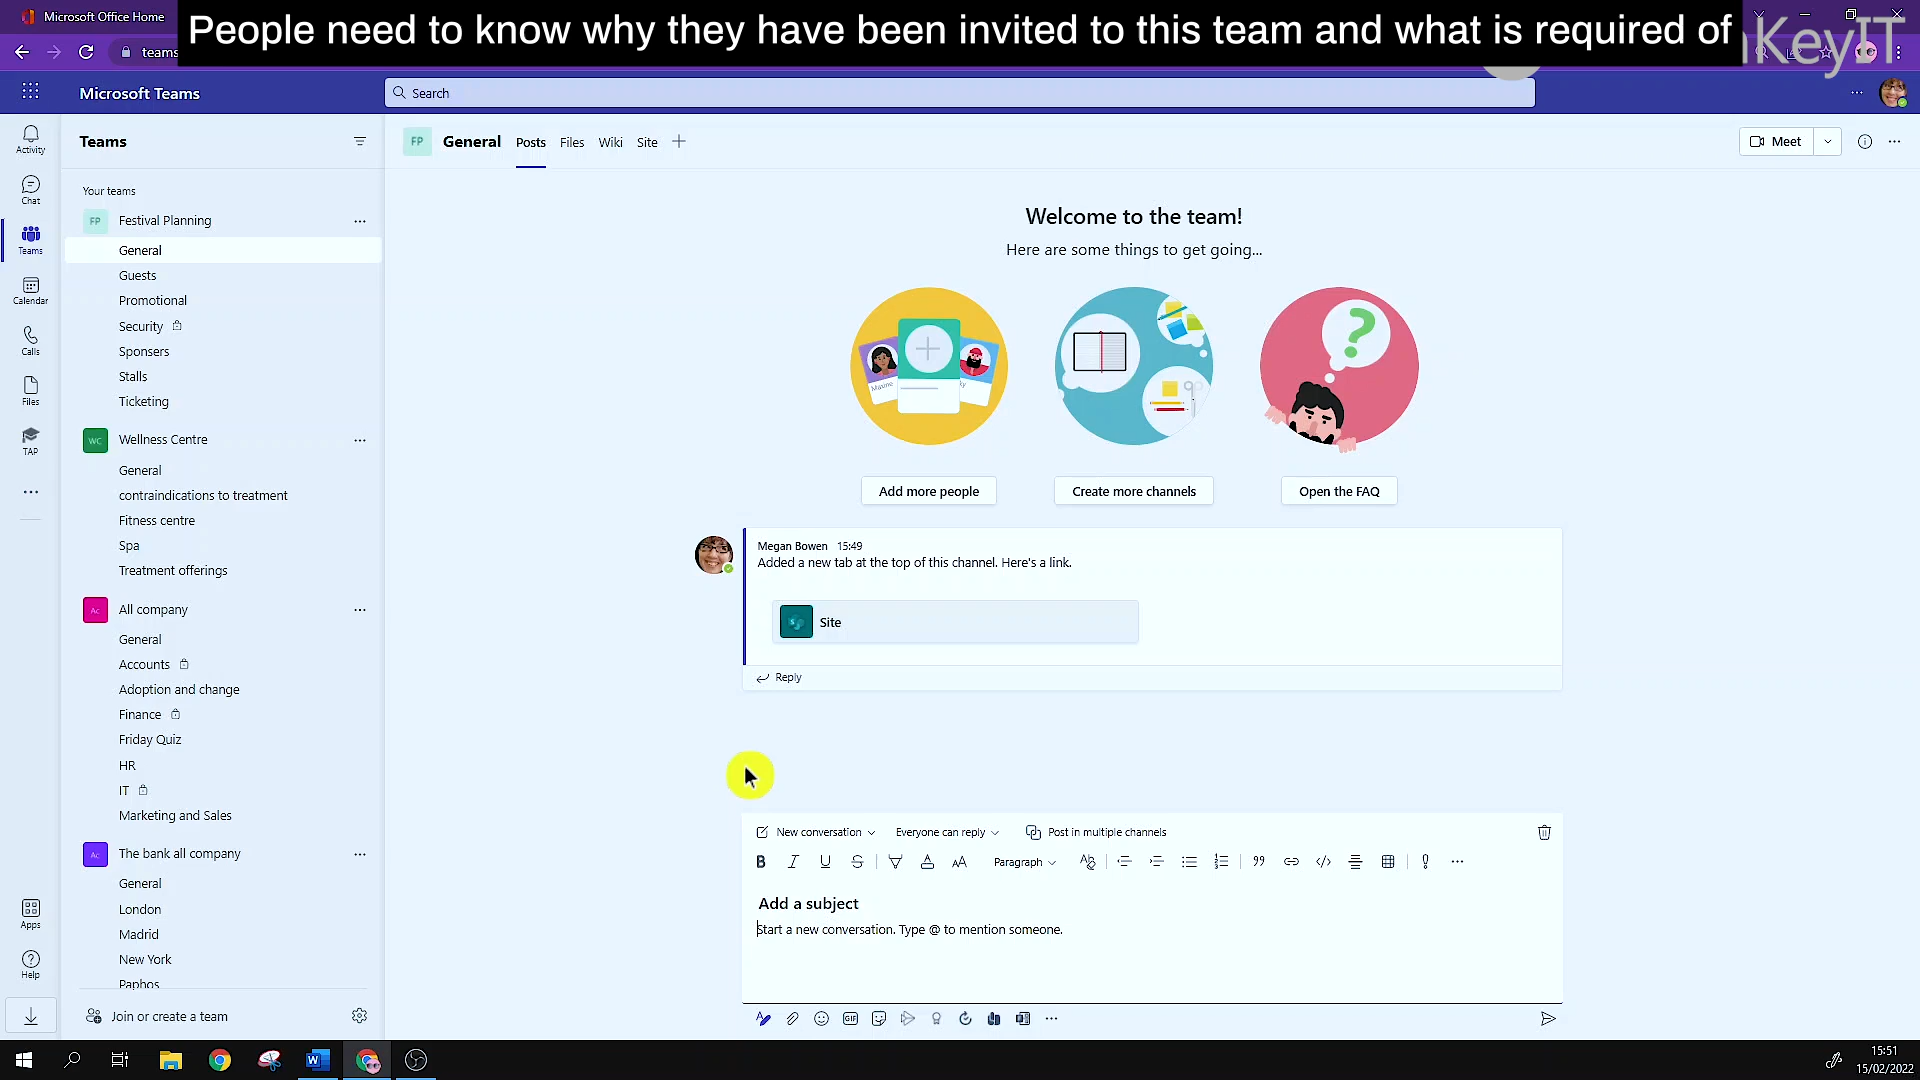 Microsoft Office Home
People need to know why they have been invited to this team and what is required of
KeyIT
teams
Microsoft Teams
Search
Activity
Chat
Teams
Calendar
Calls
Files
TAP
Apps
Help
Teams
Your teams
FP Festival Planning
General
Guests
Promotional
Security
Sponsers
Stalls
Ticketing
WC Wellness Centre
General
contraindications to treatment
Fitness centre
Spa
Treatment offerings
Ac All company
General
Accounts
Adoption and change
Finance
Friday Quiz
HR
IT
Marketing and Sales
Ac The bank all company
General
London
Madrid
New York
Paphos
Join or create a team
FP General Posts Files Wiki Site
Meet
Welcome to the team!
Here are some things to get going...
Maxine
Add more people
Create more channels
Open the FAQ
Megan Bowen 15:49
Added a new tab at the top of this channel. Here's a link.
Site
Reply
New conversation Everyone can reply Post in multiple channels
Paragraph
Add a subject
Start a new conversation. Type @ to mention someone.
GIF
15:51
15/02/2022